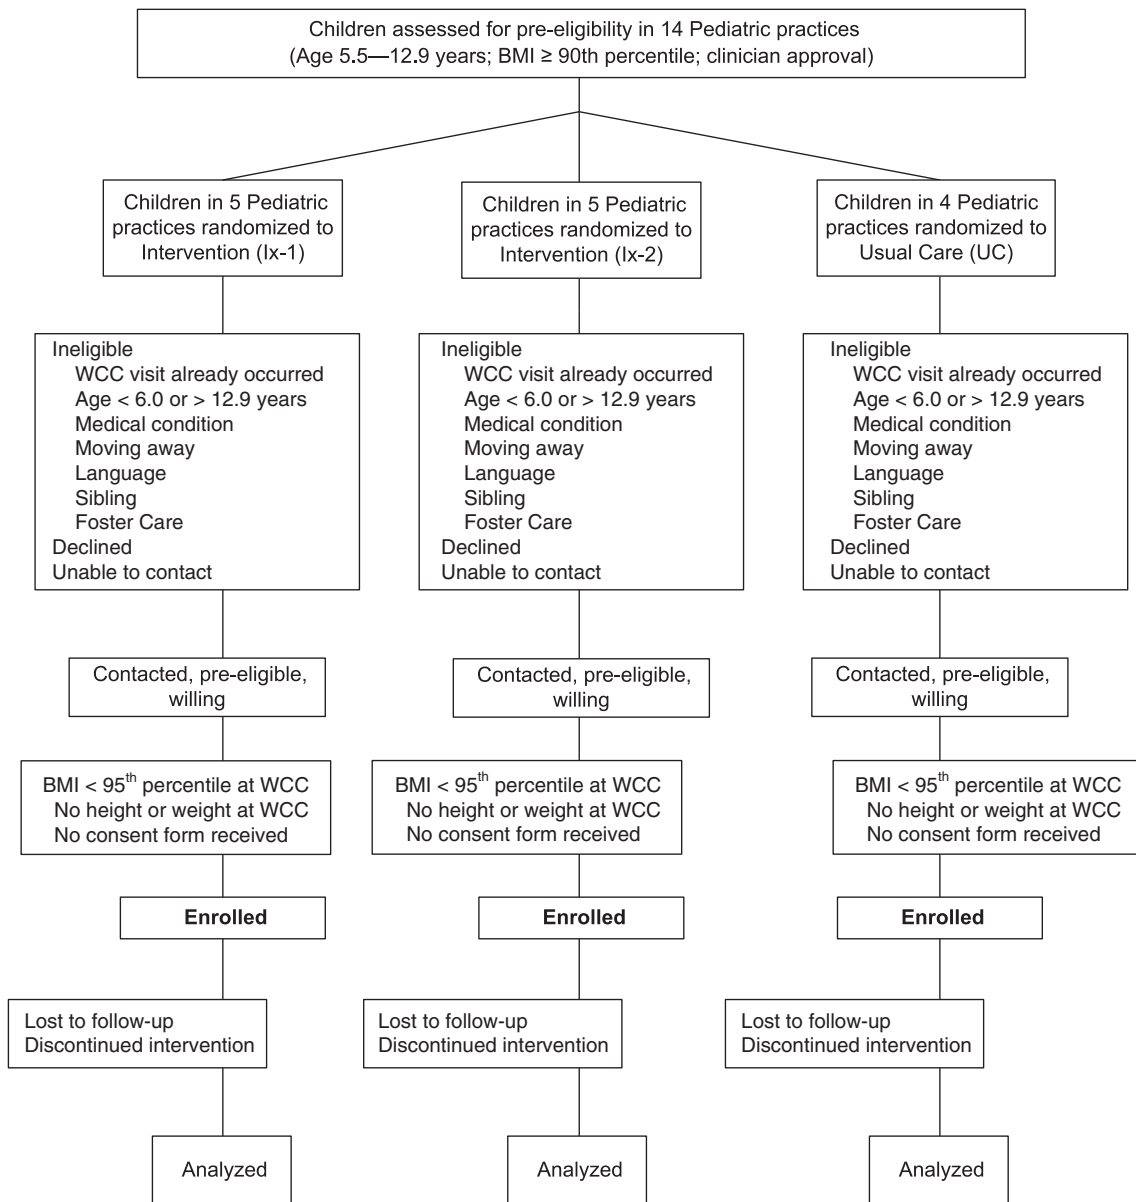 Children assessed for pre-eligibility in 14 Pediatric practices
(Age 5.5—12.9 years; BMI ≥ 90th percentile; clinician approval)
Children in 5 Pediatric
practices randomized to
Intervention (Ix-1)
Children in 5 Pediatric
practices randomized to
Intervention (Ix-2)
Children in 4 Pediatric
practices randomized to
Usual Care (UC)
Ineligible
WCC visit already occurred
Age < 6.0 or > 12.9 years
Medical condition
Moving away
Language
Sibling
Foster Care
Declined
Unable to contact
Ineligible
WCC visit already occurred
Age < 6.0 or > 12.9 years
Medical condition
Moving away
Language
Sibling
Foster Care
Declined
Unable to contact
Ineligible
WCC visit already occurred
Age < 6.0 or > 12.9 years
Medical condition
Moving away
Language
Sibling
Foster Care
Declined
Unable to contact
Contacted, pre-eligible,
willing
Contacted, pre-eligible,
willing
Contacted, pre-eligible,
willing
BMI < 95th percentile at WCC
No height or weight at WCC
No consent form received
BMI < 95th percentile at WCC
No height or weight at WCC
No consent form received
BMI < 95th percentile at WCC
No height or weight at WCC
No consent form received
Enrolled
Enrolled
Enrolled
Lost to follow-up
Discontinued intervention
Lost to follow-up
Discontinued intervention
Lost to follow-up
Discontinued intervention
Analyzed
Analyzed
Analyzed